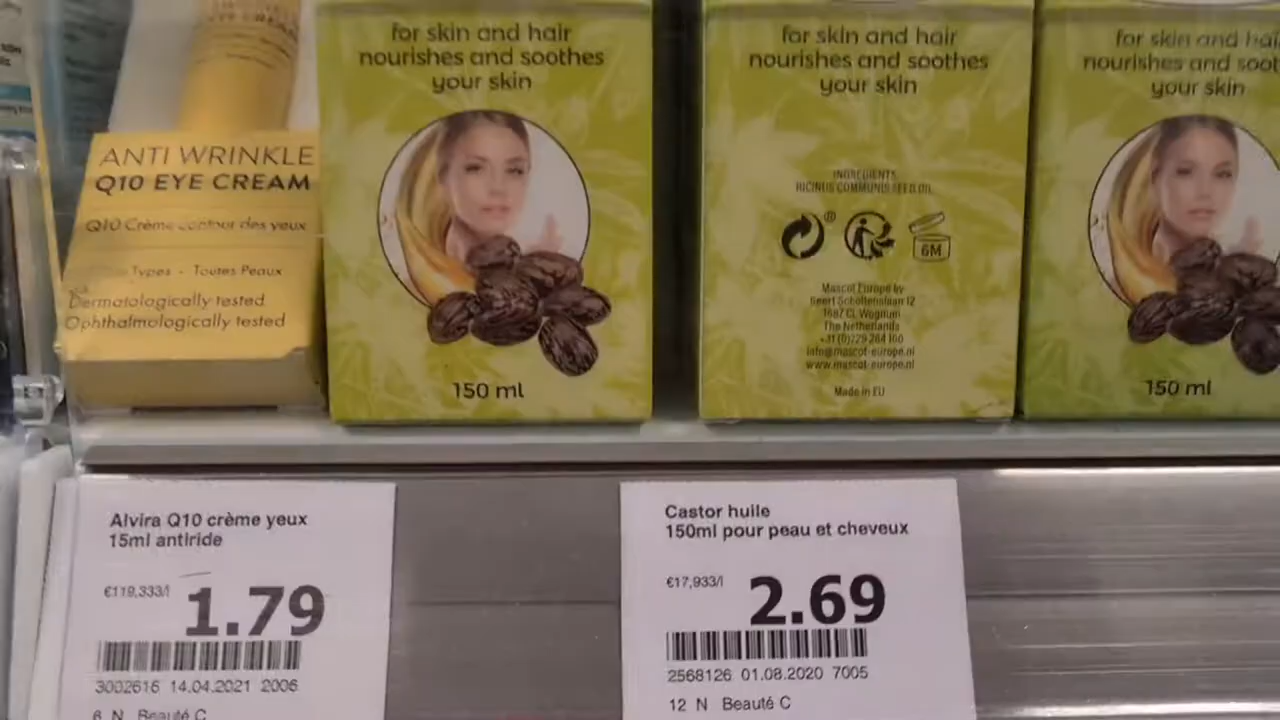 ANTI WRINKLE
Q10 EYE CREAM
Q10 Crème contour des yeux
Types - Toutes Peaux
Dermatologically tested
Ophthalmologically tested
for skin and hair
nourishes and soothes
your skin
150 ml
for skin and hair
nourishes and soothes
your skin
INGREDIENTS
RICINUS COMMUNIS SEED OIL
6M
Mascot Europe bv
Geert Scholtenslaan 12
1687 CL Wognum
The Netherlands
+31 (0)229 264 100
info@mascot-europe.nl
www.mascot-europe.nl
Made in EU
for skin and hai
nourishes and soot
your skin
150 ml
Alvira Q10 crème yeux
15ml antiride
€119,333/l
1.79
3002616 14.04.2021 2006
6 N Beauté C
Castor huile
150ml pour peau et cheveux
€17,933/l
2.69
2568126 01.08.2020 7005
12 N Beauté C